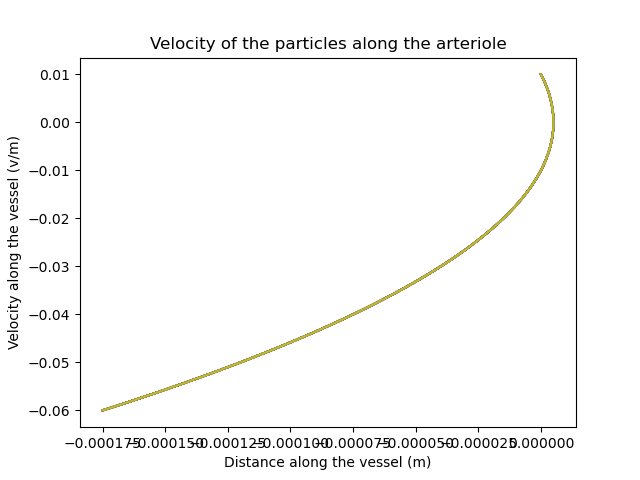 Velocity of the particles along the arteriole
Velocity along the vessel (v/m)
0.01
0.00
−0.01
−0.02
−0.03
−0.04
−0.05
−0.06
−0.000175 −0.000150 −0.000125 −0.000100 −0.000075 −0.000050 −0.000025 0.000000
Distance along the vessel (m)